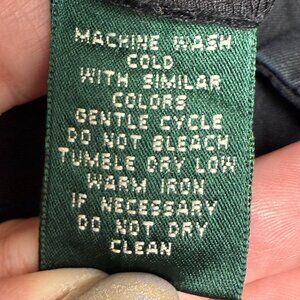 MACHINE WASH
COLD
WITH SIMILAR
COLORS
GENTLE CYCLE
DO NOT BLEACH
TUMBLE DRY LOW
WARM IRON
IF NECESSARY
DO NOT DRY
CLEAN